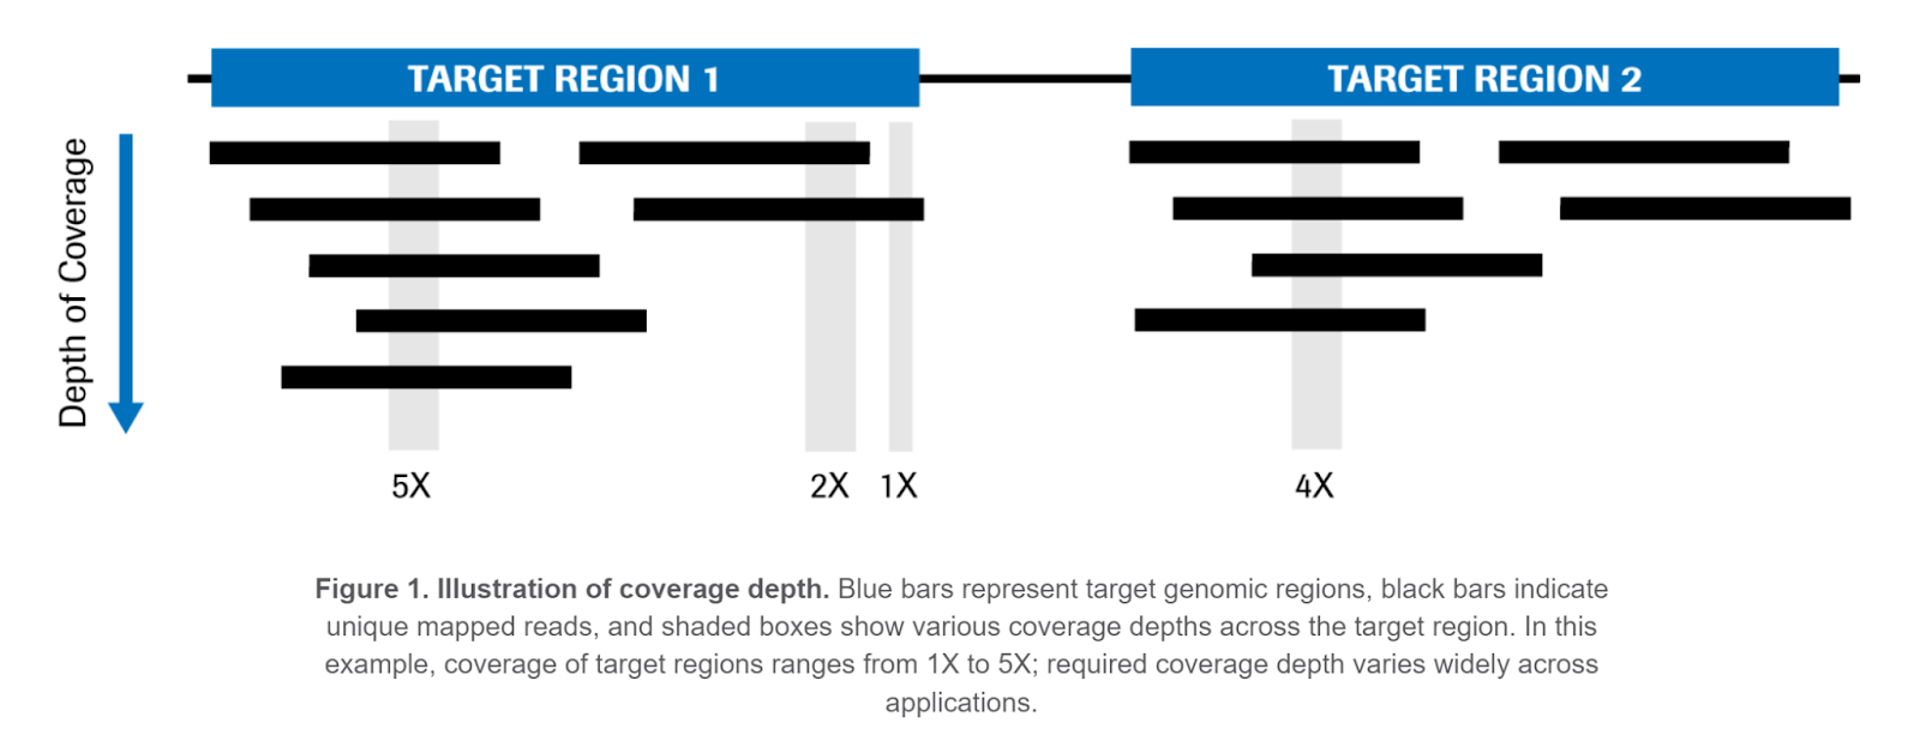 TARGET REGION 1
TARGET REGION 2
Depth of Coverage
5X
2X
1X
4X
Figure 1. Illustration of coverage depth. Blue bars represent target genomic regions, black bars indicate
unique mapped reads, and shaded boxes show various coverage depths across the target region. In this
example, coverage of target regions ranges from 1X to 5X; required coverage depth varies widely across
applications.